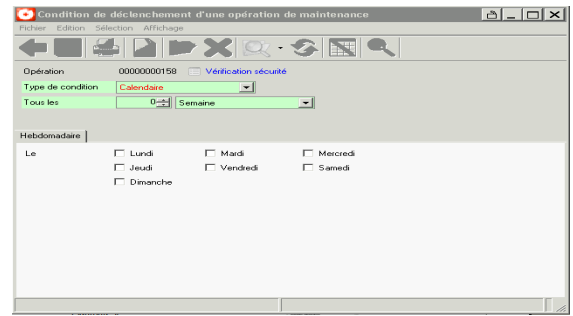 Condition de déclenchement d'une opération de maintenance
Fichier Edition Sélection Affichage
Opération 00000000158 Vérification sécurité
Type de condition Calendaire
Tous les 0 Semaine
Hebdomadaire
Le Lundi Mardi Mercredi
Jeudi Vendredi Samedi
Dimanche